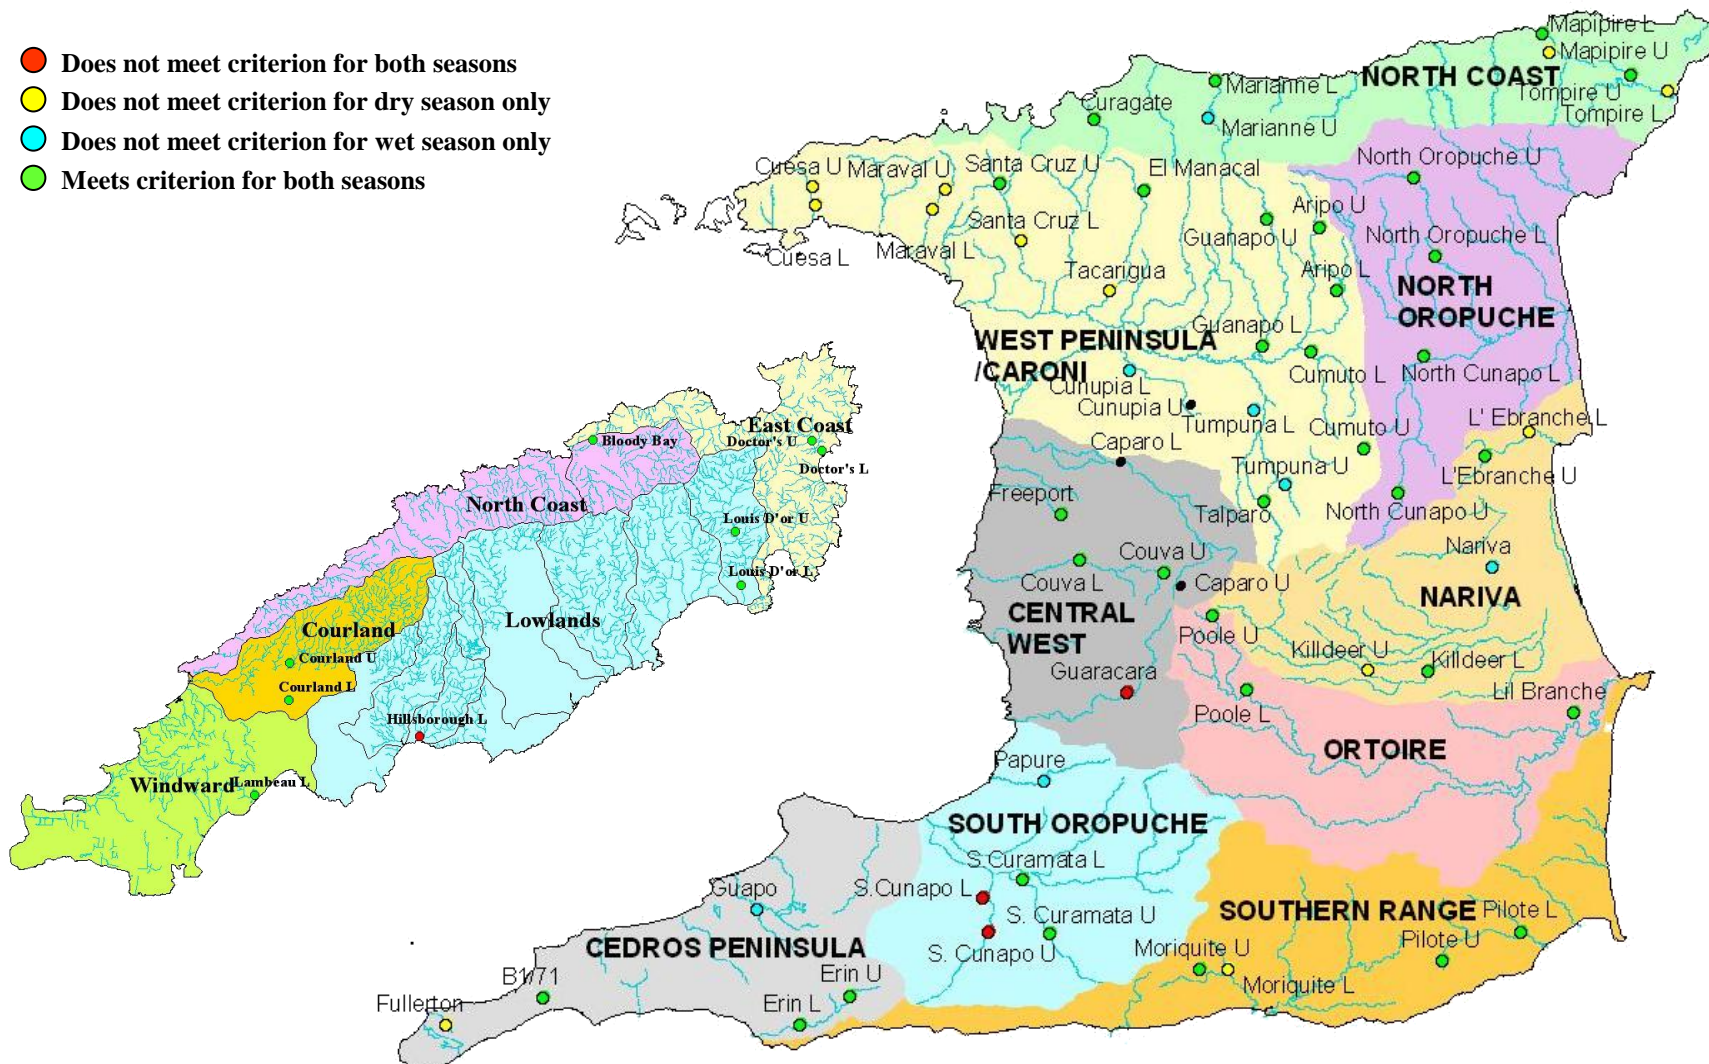 Does not meet criterion for both seasons
Does not meet criterion for dry season only
Does not meet criterion for wet season only
Meets criterion for both seasons
Mapipire L
Mapipire U
NORTH COAST
Tompire U
Tompire L
Marianne L
Curagate
Marianne U
Cuesa U
Maraval U
Santa Cruz U
El Manacal
North Oropuche U
Santa Cruz L
Guanapo U
Aripo U
North Oropuche L
Cuesa L
Maraval L
Tacarigua
Aripo L
NORTH
OROPUCHE
WEST PENINSULA
/CARONI
Guanapo L
Cunupia L
Cumuto L
North Cunapo L
Cunupia U
Tumpuna L
Cumuto U
L' Ebranche L
Caparo L
Tumpuna U
L'Ebranche U
Freeport
Talparo
North Cunapo U
Nariva
Couva U
Couva L
Caparo U
NARIVA
CENTRAL
WEST
Poole U
Killdeer U
Killdeer L
Guaracara
Poole L
Lil Branche
ORTOIRE
Papure
SOUTH OROPUCHE
S.Curamata L
Guapo
S.Cunapo L
S. Curamata U
SOUTHERN RANGE
Pilote L
CEDROS PENINSULA
S. Cunapo U
Moriquite U
Pilote U
B1/71
Erin U
Moriquite L
Fullerton
Erin L
East Coast
Bloody Bay
Doctor's U
Doctor's L
North Coast
Louis D'or U
Louis D'or L
Lowlands
Courland
Courland U
Courland L
Hillsborough L
Windward
Lambeau L